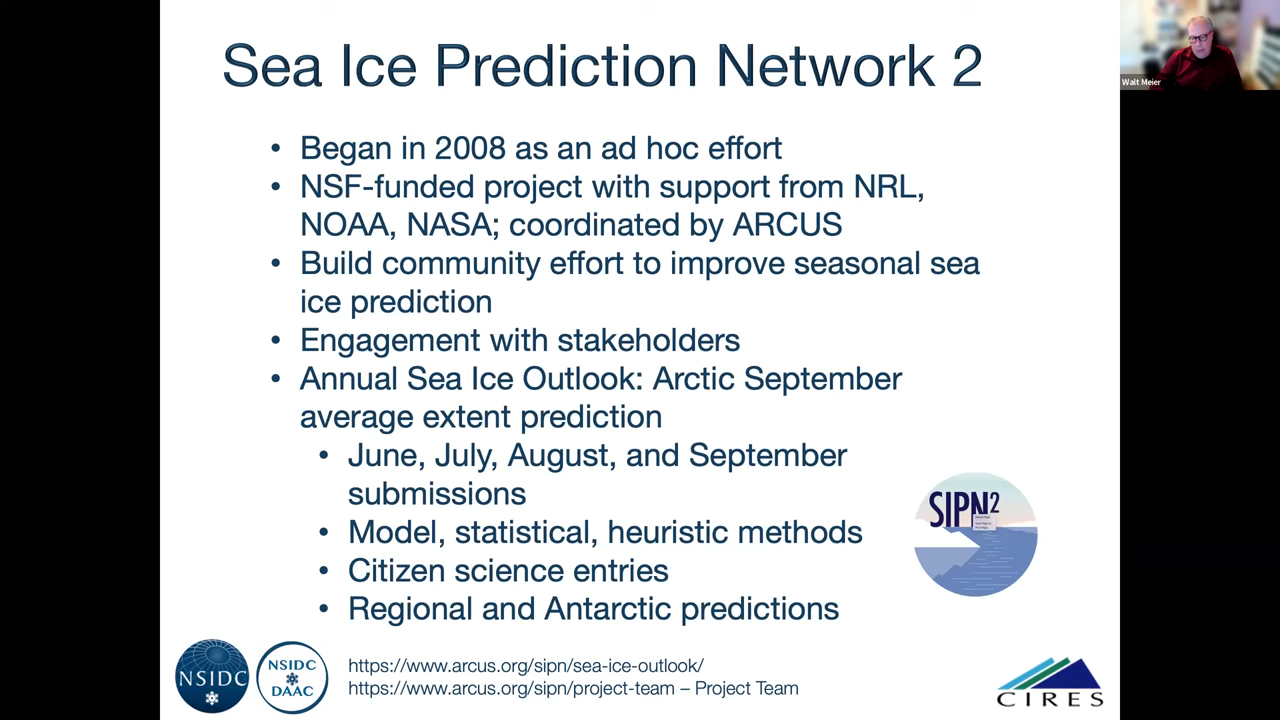 Sea Ice Prediction Network 2
Walt Meier
• Began in 2008 as an ad hoc effort
• NSF-funded project with support from NRL,
NOAA, NASA; coordinated by ARCUS
• Build community effort to improve seasonal sea
ice prediction
• Engagement with stakeholders
• Annual Sea Ice Outlook: Arctic September
average extent prediction
• June, July, August, and September
submissions
• Model, statistical, heuristic methods
• Citizen science entries
• Regional and Antarctic predictions
SIPN2
NSIDC
NSIDC
DAAC
https://www.arcus.org/sipn/sea-ice-outlook/
https://www.arcus.org/sipn/project-team – Project Team
CIRES